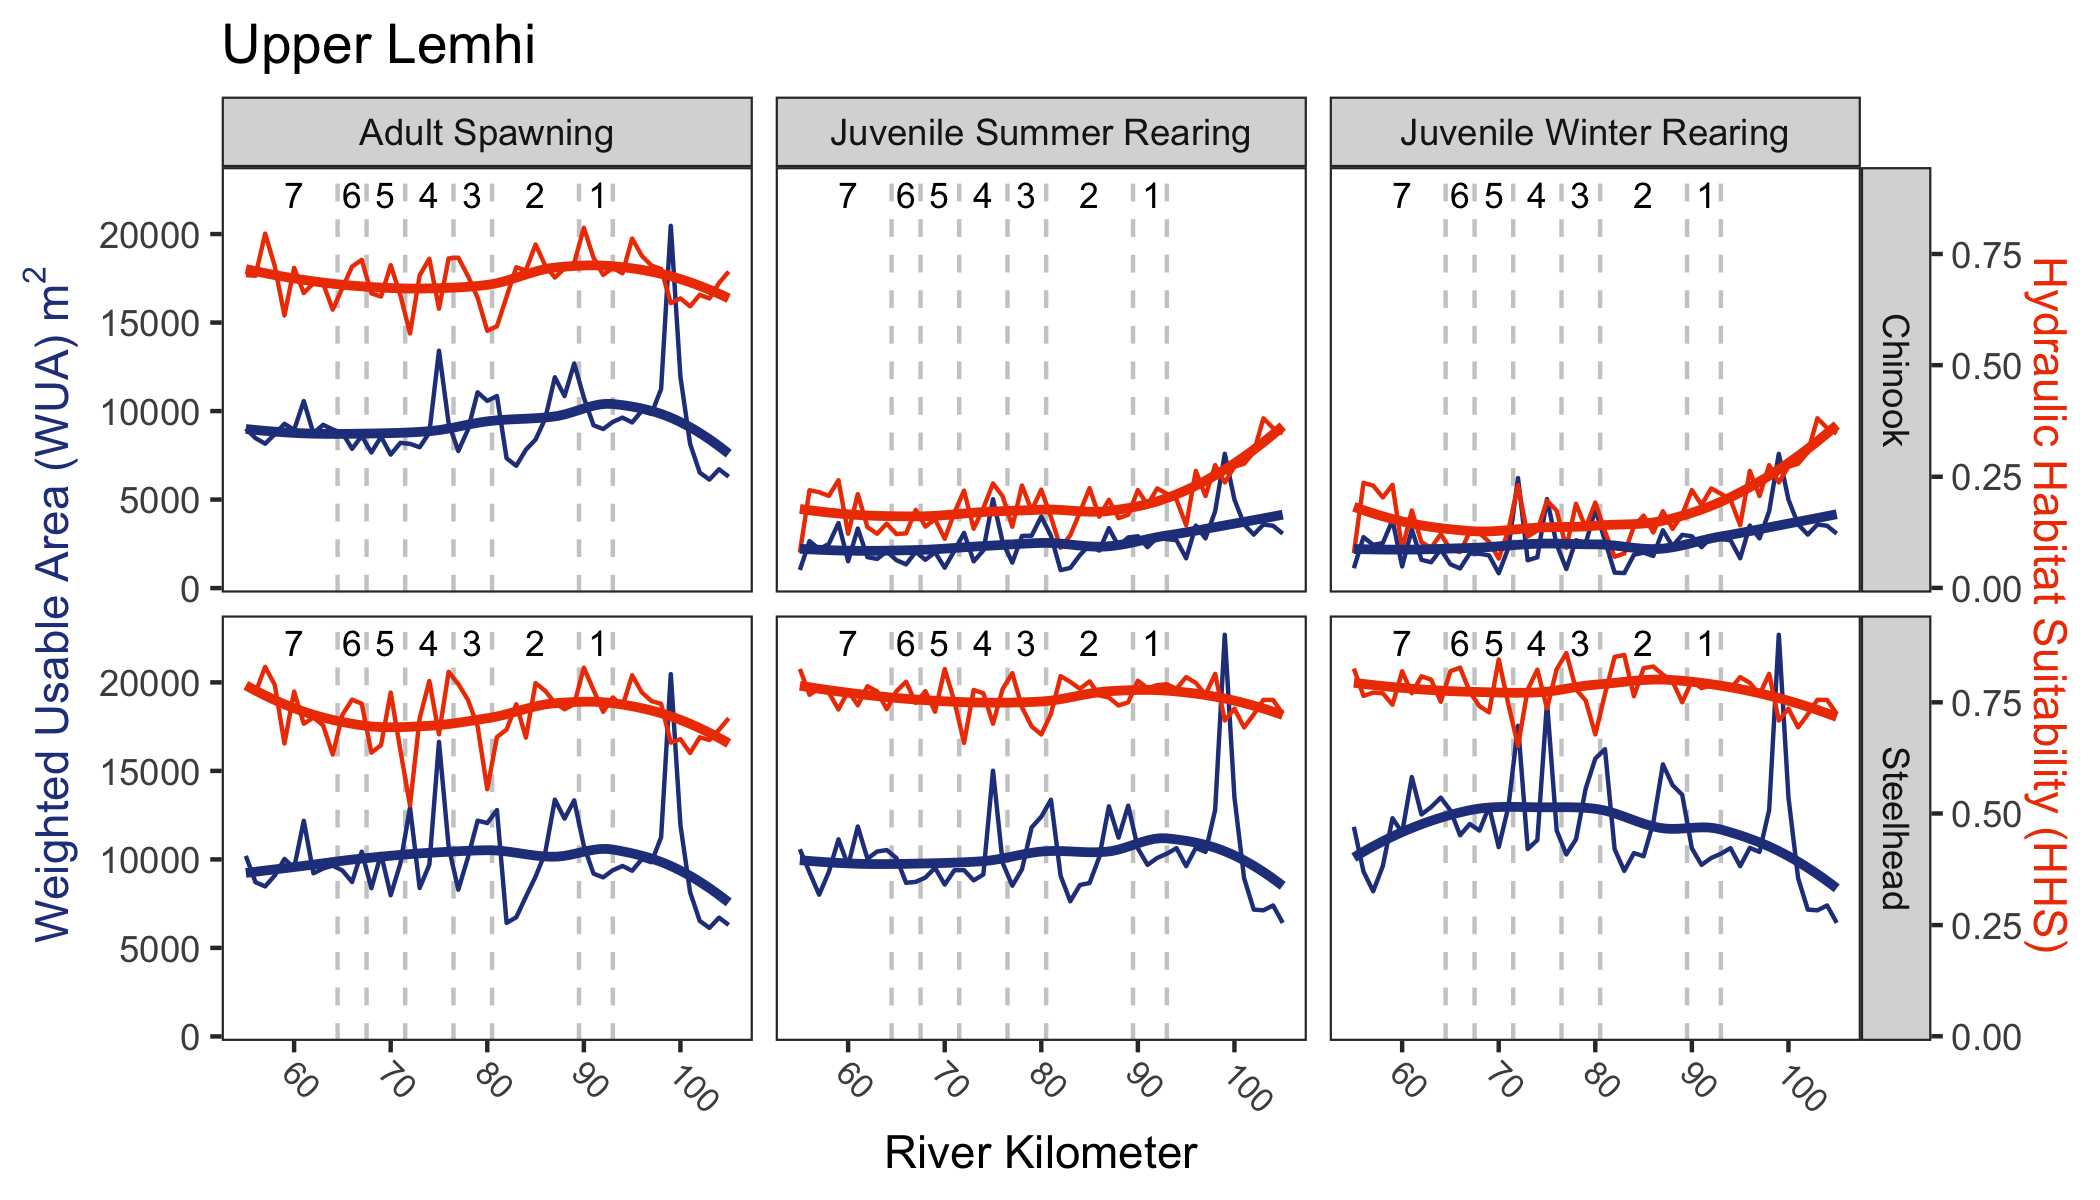 Upper Lemhi
Adult Spawning
Juvenile Summer Rearing
Juvenile Winter Rearing
7 6 5 4 3 2 1
7 6 5 4 3 2 1
7 6 5 4 3 2 1
20000
15000
10000
5000
0
0.75
0.50
0.25
0.00
Chinook
7 6 5 4 3 2 1
7 6 5 4 3 2 1
7 6 5 4 3 2 1
20000
15000
10000
5000
0
0.75
0.50
0.25
0.00
Steelhead
Weighted Usable Area (WUA) m²
Hydraulic Habitat Suitability (HHS)
60 70 80 90 100
60 70 80 90 100
60 70 80 90 100
River Kilometer